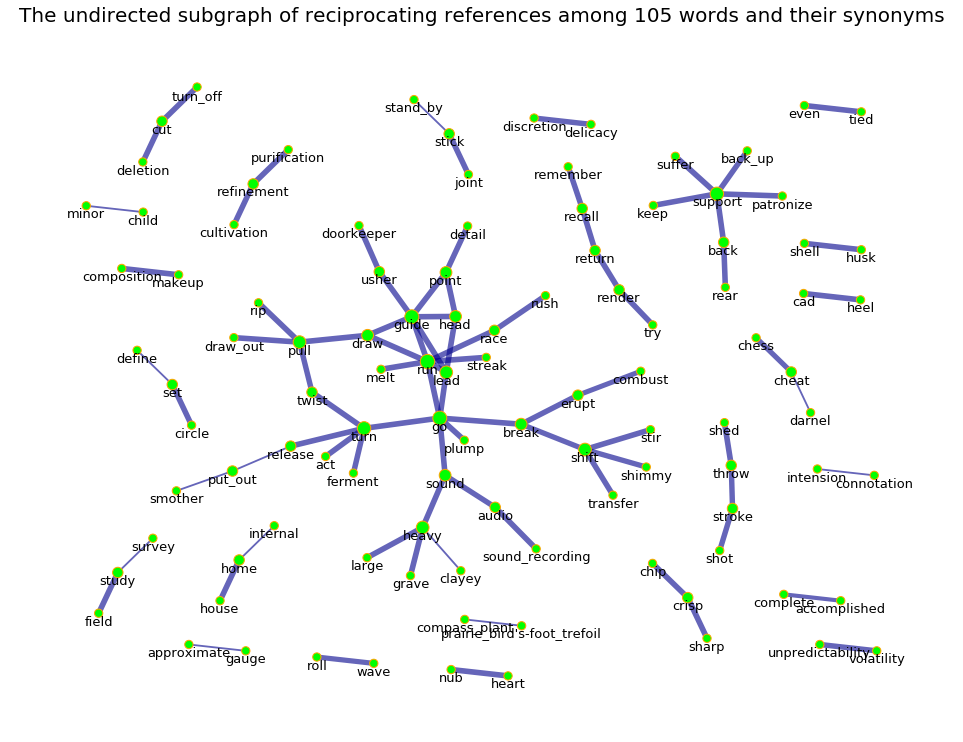 The undirected subgraph of reciprocating references among 105 words and their synonyms
turn_off
stand_by
even
tied
cut
discretion
delicacy
stick
deletion
purification
suffer
back_up
refinement
remember
joint
support
patronize
minor
child
keep
recall
cultivation
doorkeeper
detail
back
shell
husk
return
composition
makeup
usher
point
rear
cad
heel
render
rip
rush
guide
head
try
draw_out
pull
draw
race
chess
define
run
streak
melt
lead
combust
cheat
set
twist
erupt
darnel
circle
turn
go
break
shed
stir
plump
release
act
shift
shimmy
throw
put_out
ferment
sound
intension
connotation
smother
transfer
audio
stroke
internal
heavy
survey
sound_recording
shot
large
home
study
grave
clayey
chip
house
complete
accomplished
field
crisp
compass_plant
prairie_bird's-foot_trefoil
sharp
approximate
gauge
unpredictability
volatility
roll
wave
nub
heart